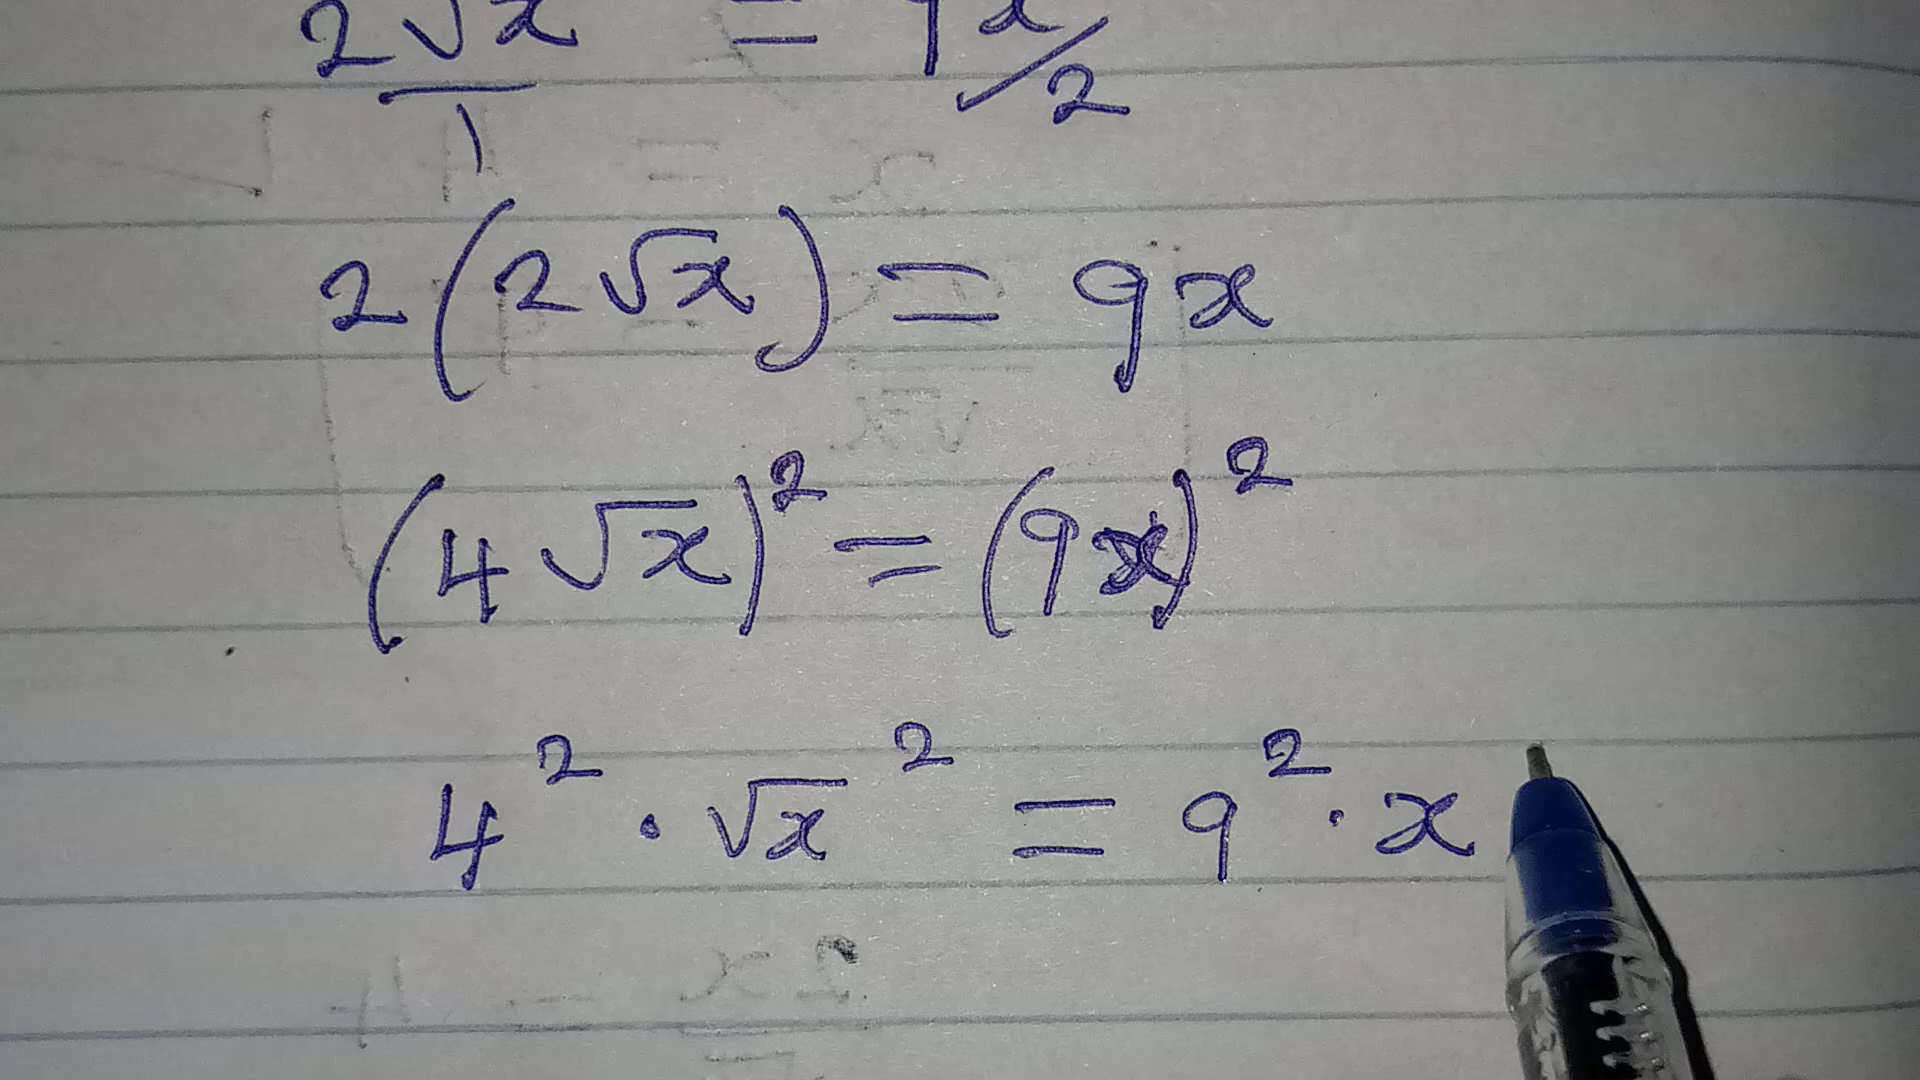 2√x/1 = 9x/2
2(2√x) = 9x
(4√x)² = (9x)²
4² · √x² = 9² · x